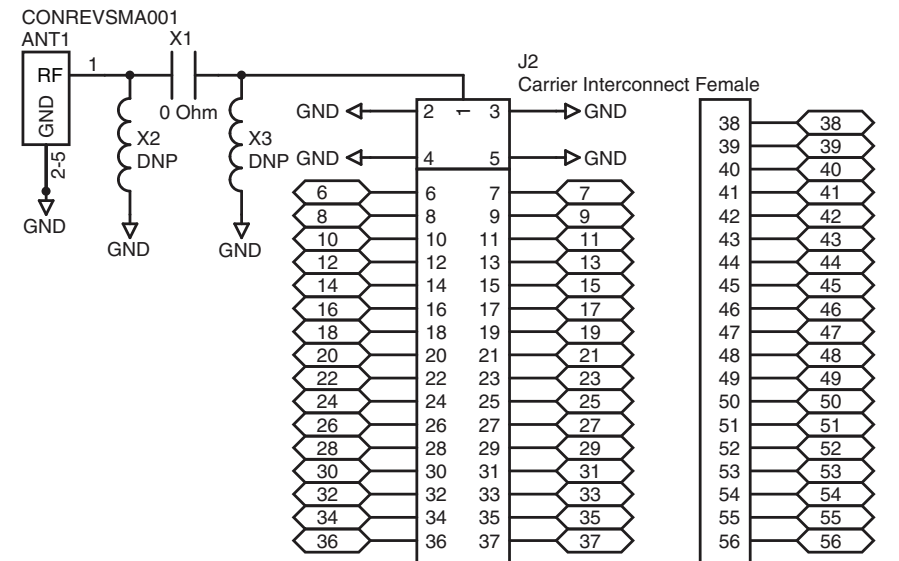 CONREVSMA001
ANT1
X1
RF
1
GND
2-5
GND
0 Ohm
X2
DNP
GND
X3
DNP
GND
J2
Carrier Interconnect Female
GND 2 1 3 GND
GND 4 5 GND
6 6 7 7
8 8 9 9
10 10 11 11
12 12 13 13
14 14 15 15
16 16 17 17
18 18 19 19
20 20 21 21
22 22 23 23
24 24 25 25
26 26 27 27
28 28 29 29
30 30 31 31
32 32 33 33
34 34 35 35
36 36 37 37
38 38
39 39
40 40
41 41
42 42
43 43
44 44
45 45
46 46
47 47
48 48
49 49
50 50
51 51
52 52
53 53
54 54
55 55
56 56